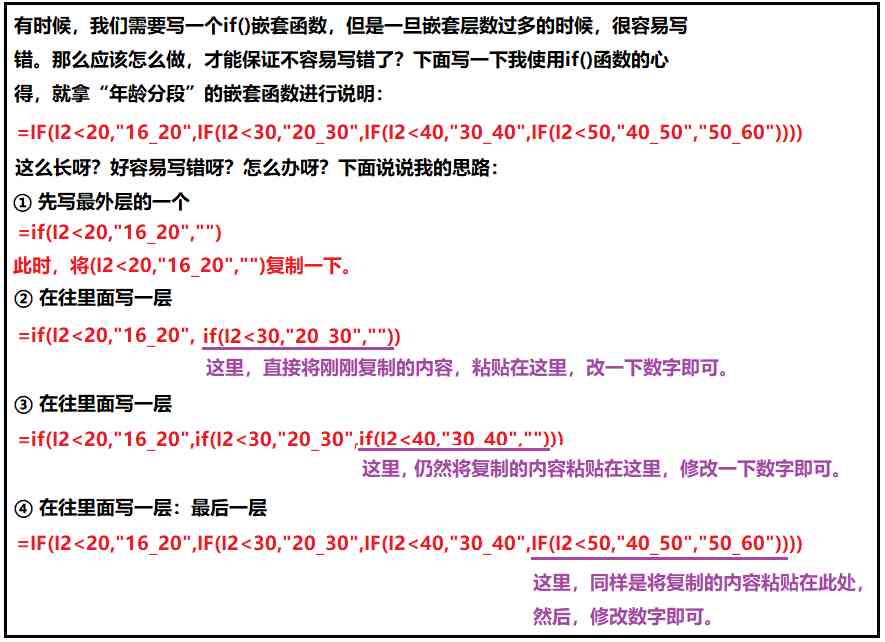 有时候，我们需要写一个if()嵌套函数，但是一旦嵌套层数过多的时候，很容易写
错。那么应该怎么做，才能保证不容易写错了？下面写一下我使用if()函数的心
得，就拿“年龄分段”的嵌套函数进行说明：
=IF(I2<20,"16_20",IF(I2<30,"20_30",IF(I2<40,"30_40",IF(I2<50,"40_50","50_60"))))
这么长呀？好容易写错呀？怎么办呀？下面说说我的思路：
① 先写最外层的一个
=if(I2<20,"16_20","")
此时，将(I2<20,"16_20","")复制一下。
② 在往里面写一层
=if(I2<20,"16_20", if(I2<30,"20_30",""))
这里，直接将刚刚复制的内容，粘贴在这里，改一下数字即可。
③ 在往里面写一层
=if(I2<20,"16_20",if(I2<30,"20_30",if(I2<40,"30_40","")))
这里, 仍然将复制的内容粘贴在这里，修改一下数字即可。
④ 在往里面写一层：最后一层
=IF(I2<20,"16_20",IF(I2<30,"20_30",IF(I2<40,"30_40",IF(I2<50,"40_50","50_60"))))
这里，同样是将复制的内容粘贴在此处，
然后，修改数字即可。